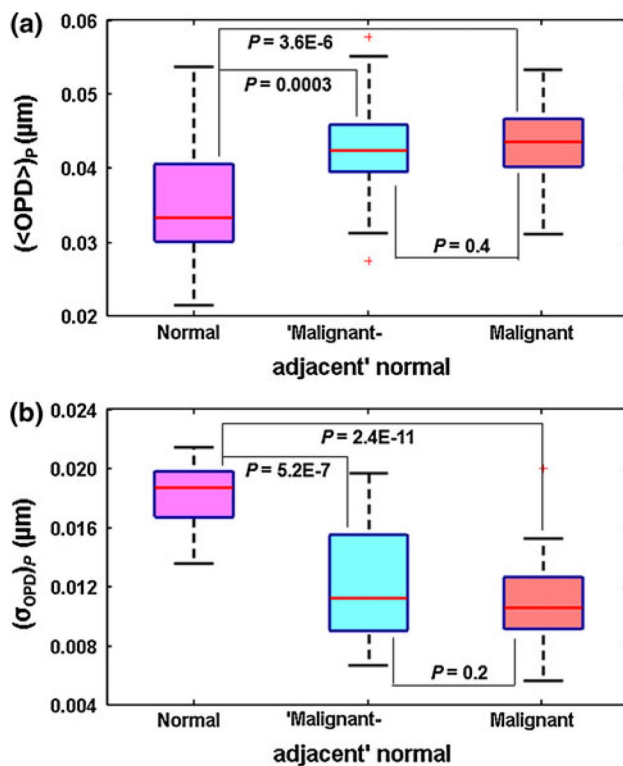 (a)
0.06
0.05
0.04
0.03
0.02
(<OPD>)P (µm)
P = 3.6E-6
P = 0.0003
P = 0.4
Normal 'Malignant- Malignant
adjacent' normal
(b)
0.024
0.020
0.016
0.012
0.008
0.004
(σOPD)P (µm)
P = 2.4E-11
P = 5.2E-7
P = 0.2
Normal 'Malignant- Malignant
adjacent' normal